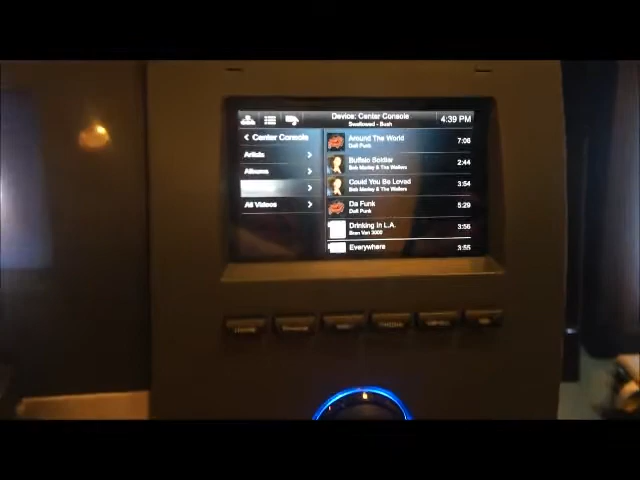 Device: Center Console
Swallowed - Bush
4:39 PM
Center Console
Artists
Albums
All Videos
Around The World
Daft Punk
7:08
Buffalo Soldier
Bob Marley & The Wailers
2:44
Could You Be Loved
Bob Marley & The Wailers
3:54
Da Funk
Daft Punk
5:29
Drinking In L.A.
Bran Van 3000
3:56
Everywhere
3:55